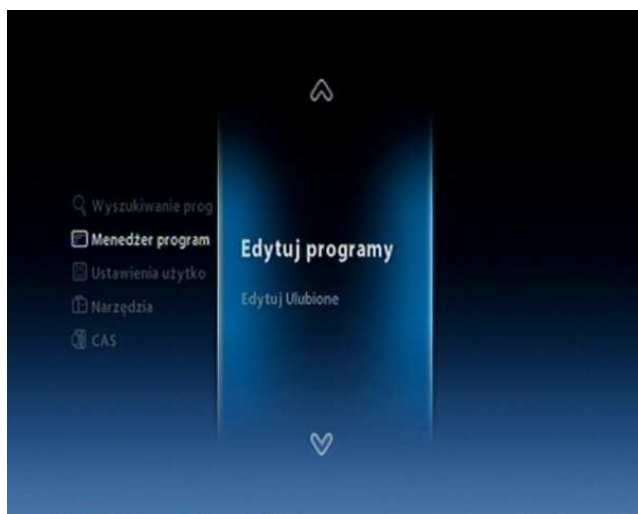 Wyszukiwanie prog
Menedżer program
Ustawienia użytko
Narzędzia
CAS
Edytuj programy
Edytuj Ulubione